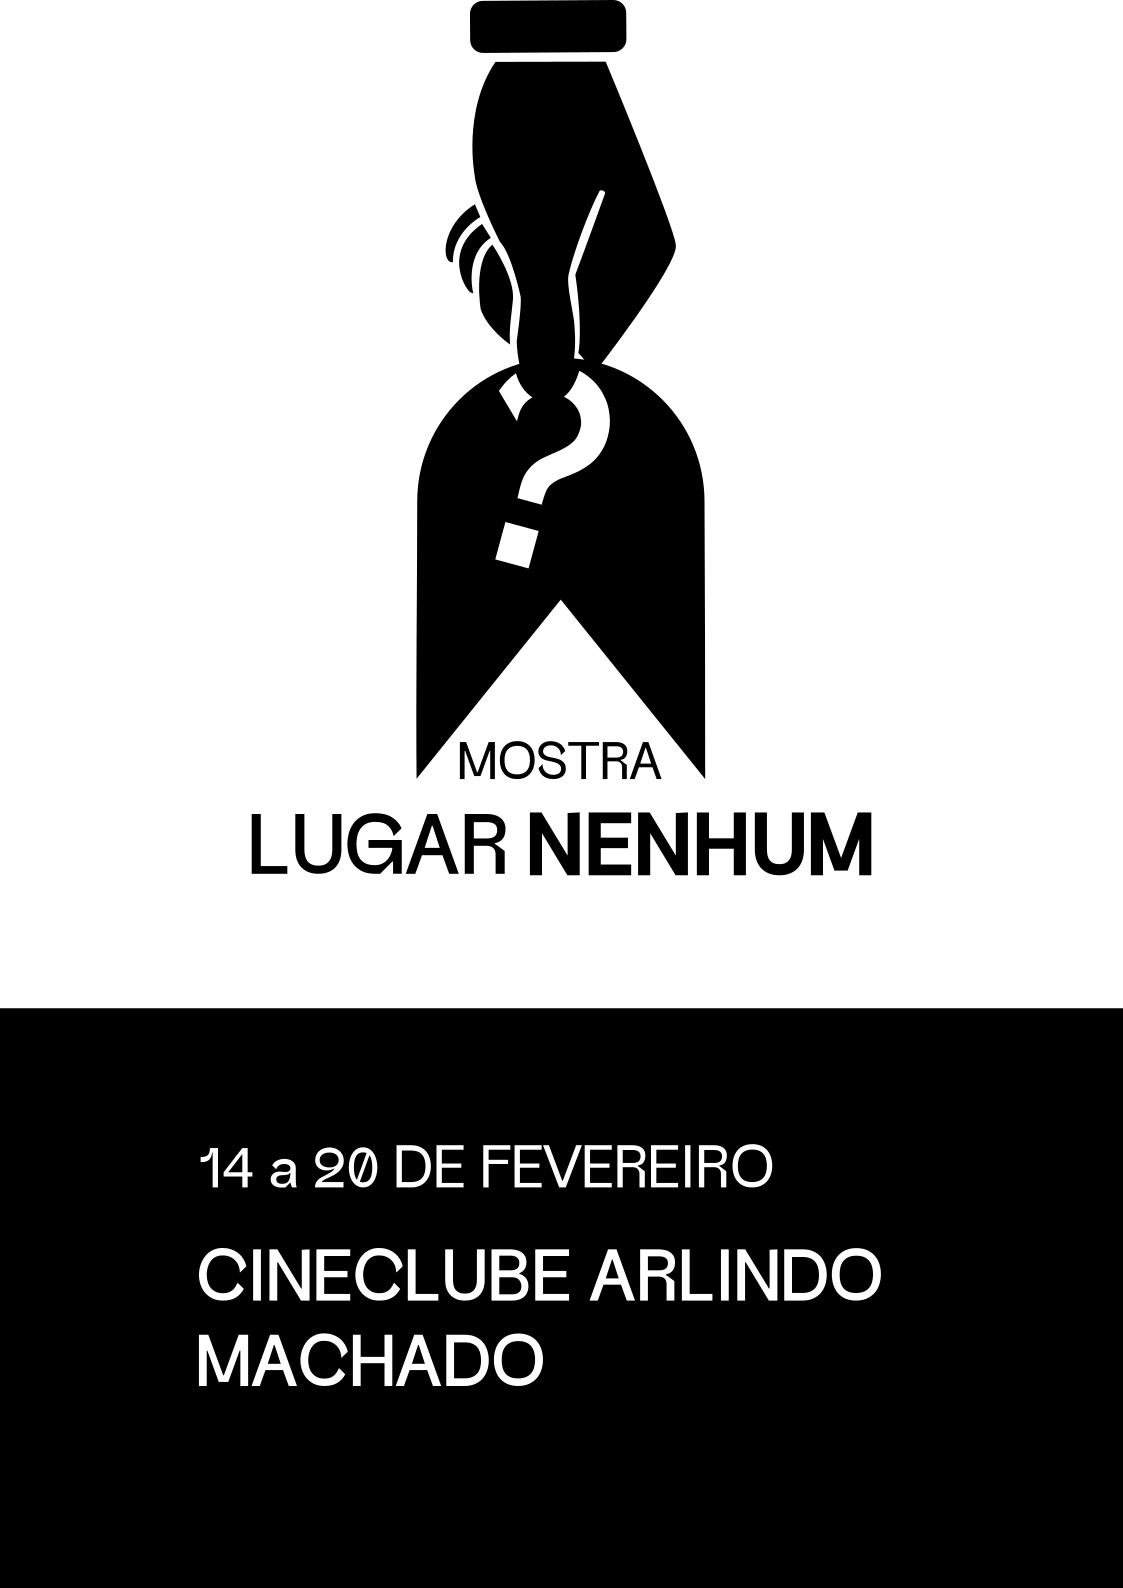 ?
MOSTRA
LUGAR NENHUM
14 a 20 DE FEVEREIRO
CINECLUBE ARLINDO
MACHADO